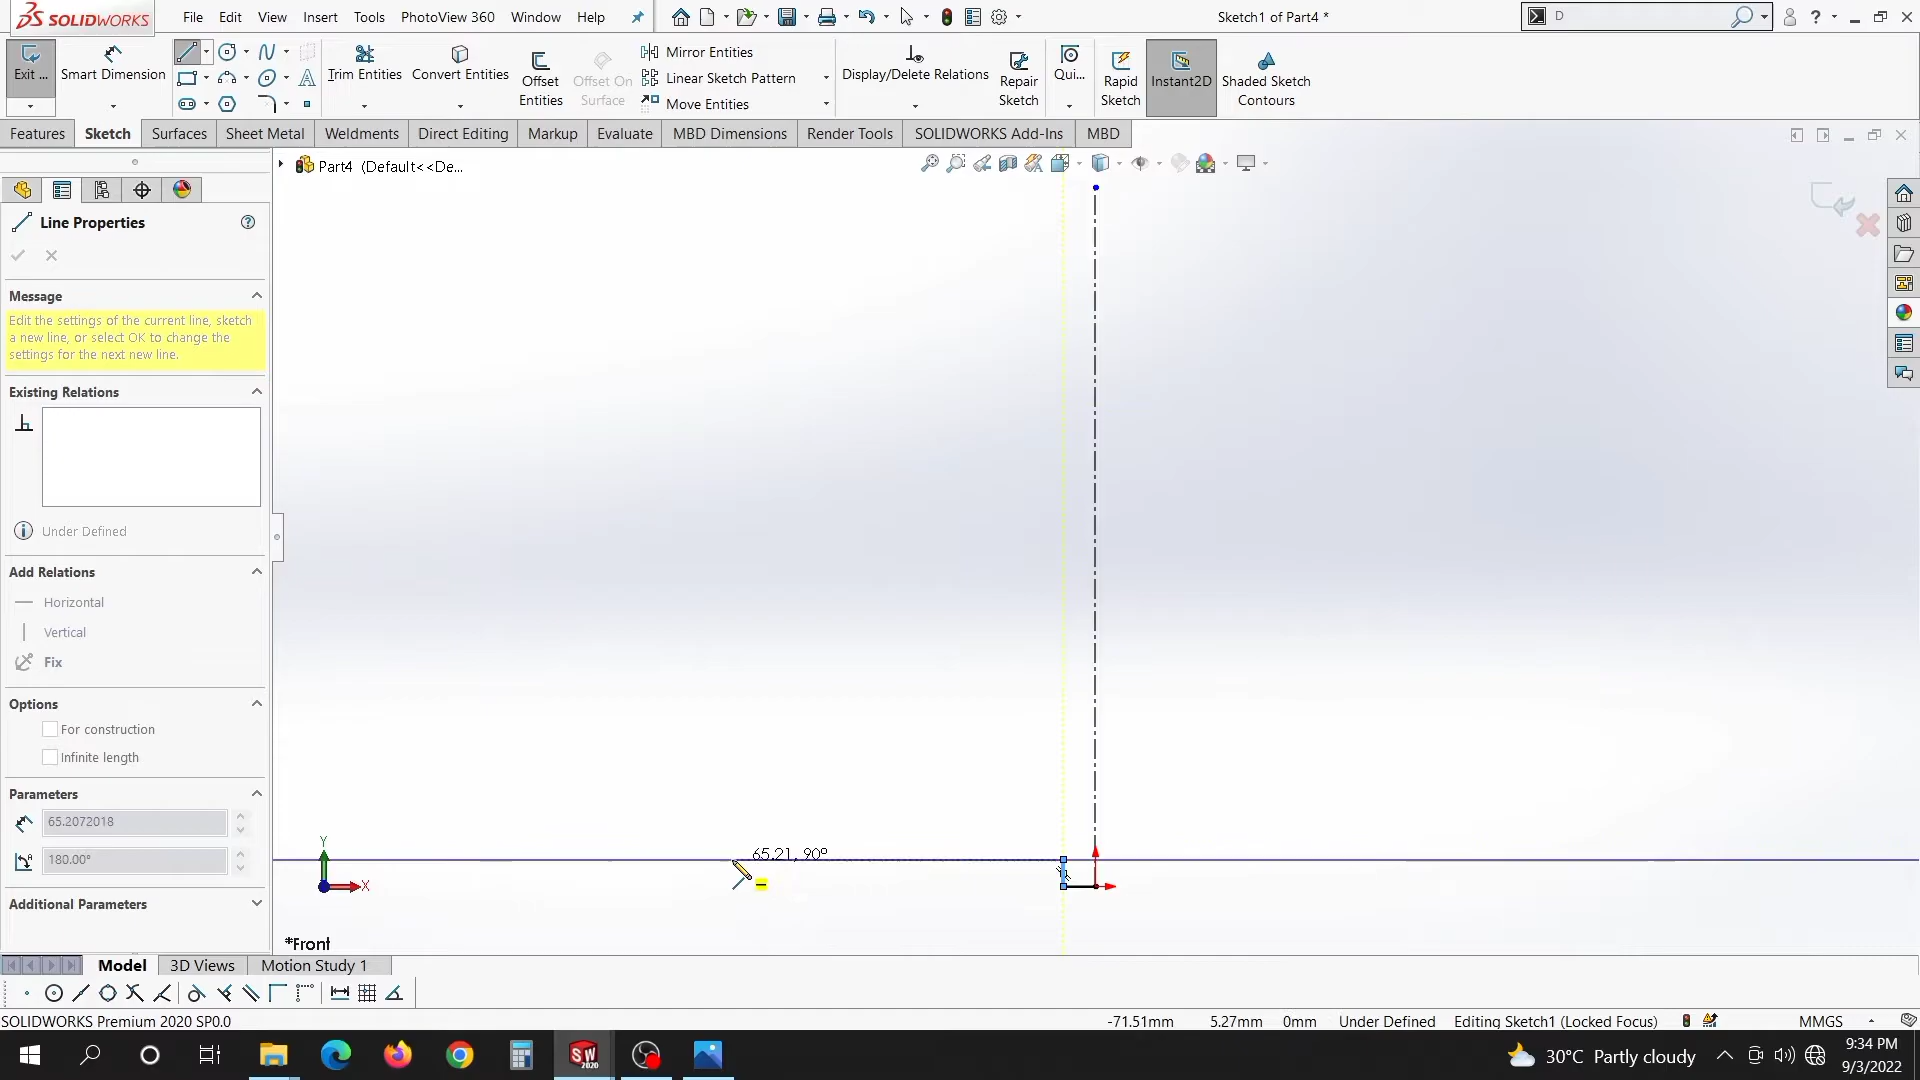 SOLIDWORKS
File Edit View Insert Tools PhotoView 360 Window Help
Sketch1 of Part4 *
D
Exit ...
Smart Dimension
Trim Entities
Convert Entities
Offset Entities
Offset On Surface
Mirror Entities
Linear Sketch Pattern
Move Entities
Display/Delete Relations
Repair Sketch
Qui...
Rapid Sketch
Instant2D
Shaded Sketch Contours
Features Sketch Surfaces Sheet Metal Weldments Direct Editing Markup Evaluate MBD Dimensions Render Tools SOLIDWORKS Add-Ins MBD
Part4 (Default<<De...
Line Properties
Message
Edit the settings of the current line, sketch
a new line, or select OK to change the
settings for the next new line.
Existing Relations
Under Defined
Add Relations
Horizontal
Vertical
Fix
Options
For construction
Infinite length
Parameters
65.2072018
180.00°
Additional Parameters
65.21, 90°
Y
X
*Front
Model 3D Views Motion Study 1
SOLIDWORKS Premium 2020 SP0.0
-71.51mm 5.27mm 0mm Under Defined Editing Sketch1 (Locked Focus) MMGS
SW
2020
30°C Partly cloudy
9:34 PM
9/3/2022